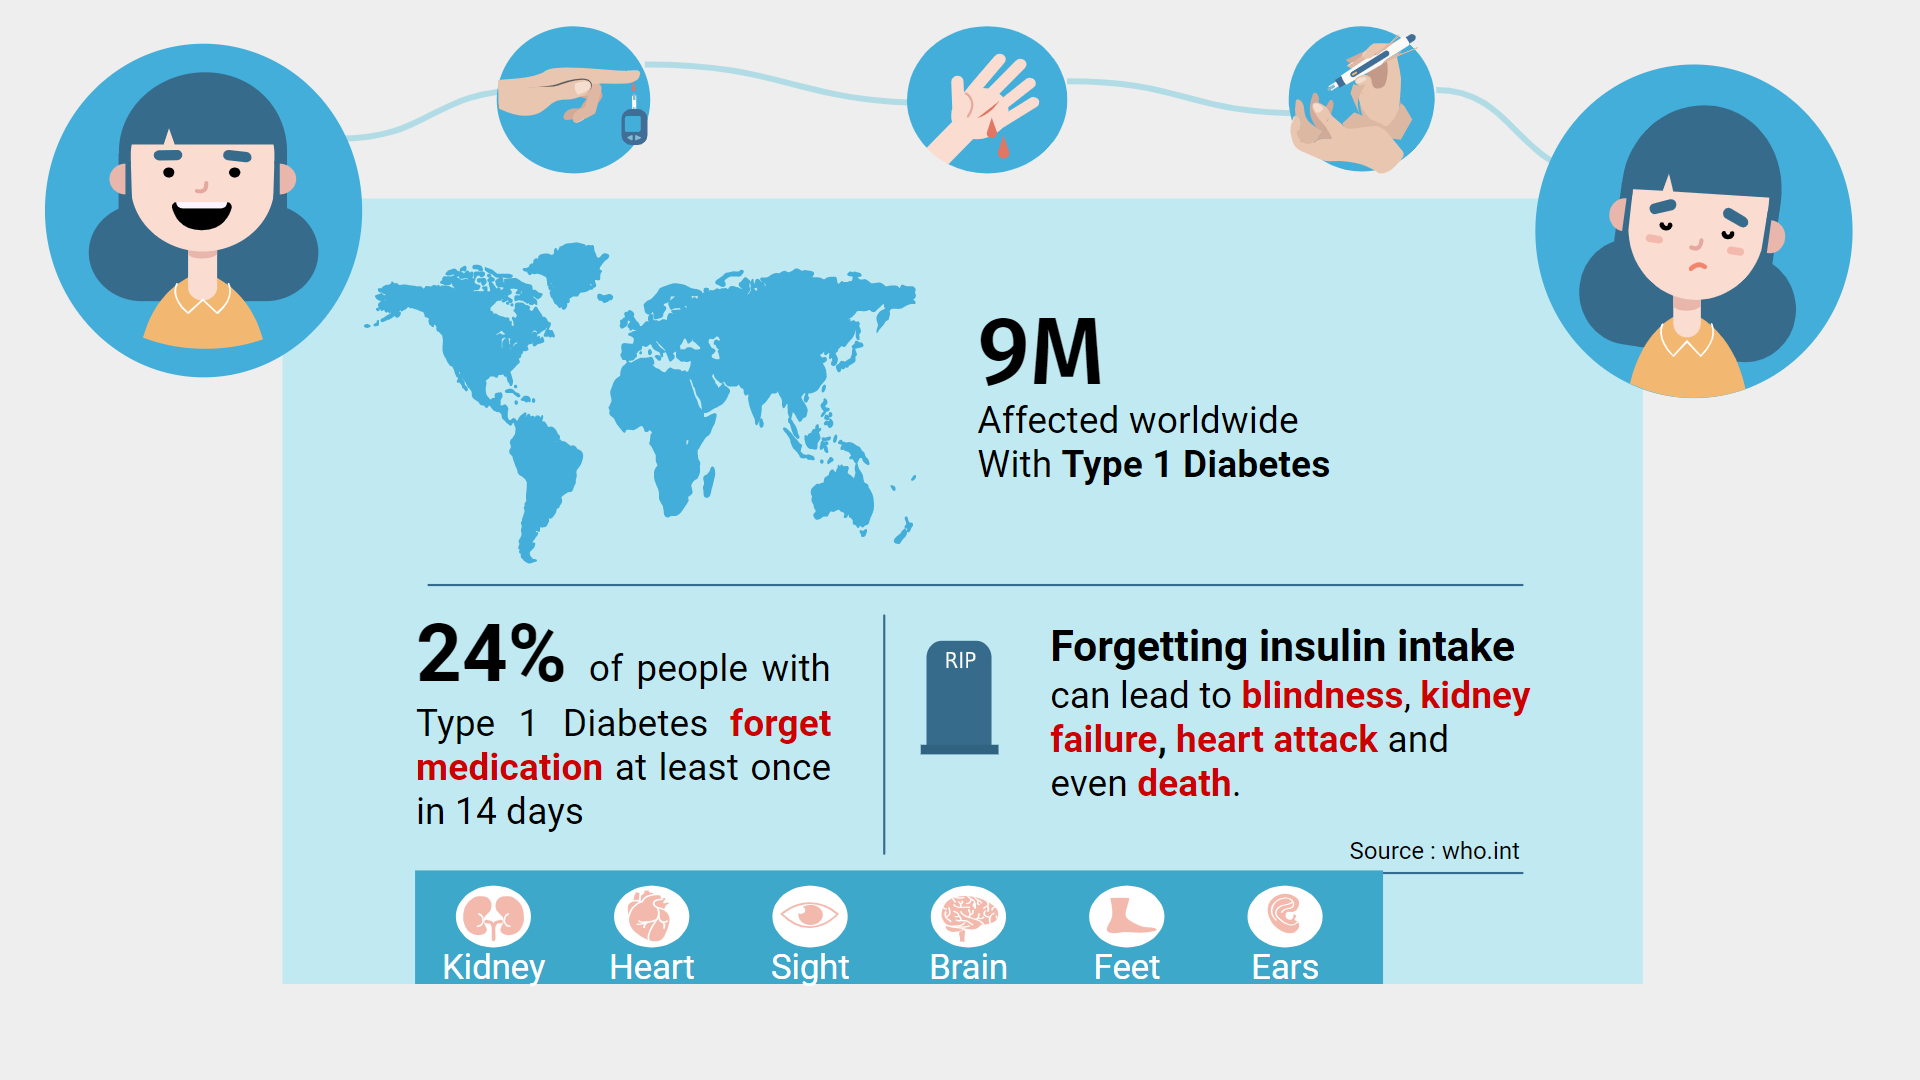 9M
Affected worldwide
With Type 1 Diabetes
24% of people with
Type 1 Diabetes forget
medication at least once
in 14 days
RIP
Forgetting insulin intake
can lead to blindness, kidney
failure, heart attack and
even death.
Source : who.int
Kidney Heart Sight Brain Feet Ears